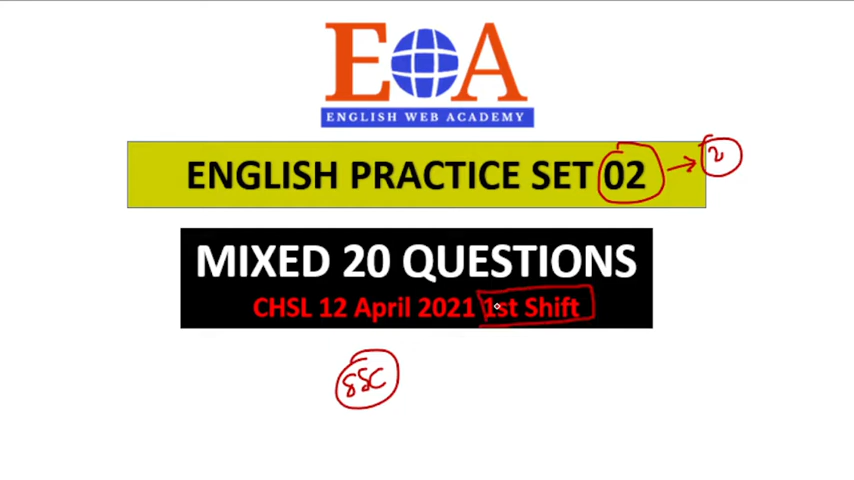 EOA
ENGLISH WEB ACADEMY
ENGLISH PRACTICE SET 02
2
MIXED 20 QUESTIONS
CHSL 12 April 2021 1st Shift
SSC